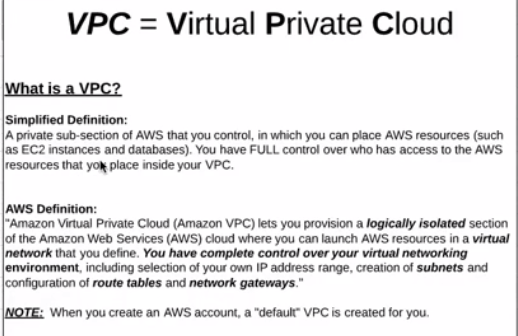 VPC = Virtual Private Cloud
What is a VPC?
Simplified Definition:
A private sub-section of AWS that you control, in which you can place AWS resources (such
as EC2 instances and databases). You have FULL control over who has access to the AWS
resources that you place inside your VPC.
AWS Definition:
"Amazon Virtual Private Cloud (Amazon VPC) lets you provision a logically isolated section
of the Amazon Web Services (AWS) cloud where you can launch AWS resources in a virtual
network that you define. You have complete control over your virtual networking
environment, including selection of your own IP address range, creation of subnets and
configuration of route tables and network gateways."
NOTE: When you create an AWS account, a "default" VPC is created for you.